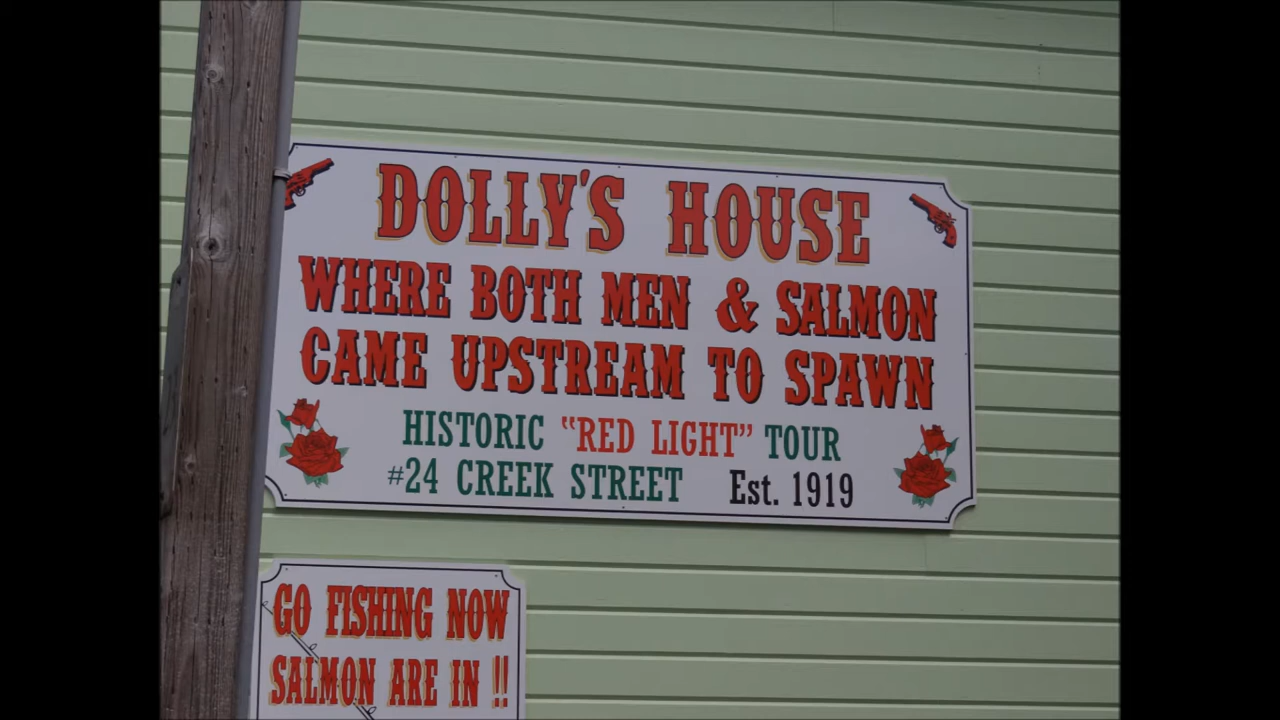 DOLLY'S HOUSE
WHERE BOTH MEN & SALMON
CAME UPSTREAM TO SPAWN
HISTORIC "RED LIGHT" TOUR
#24 CREEK STREET Est. 1919
GO FISHING NOW
SALMON ARE IN !!